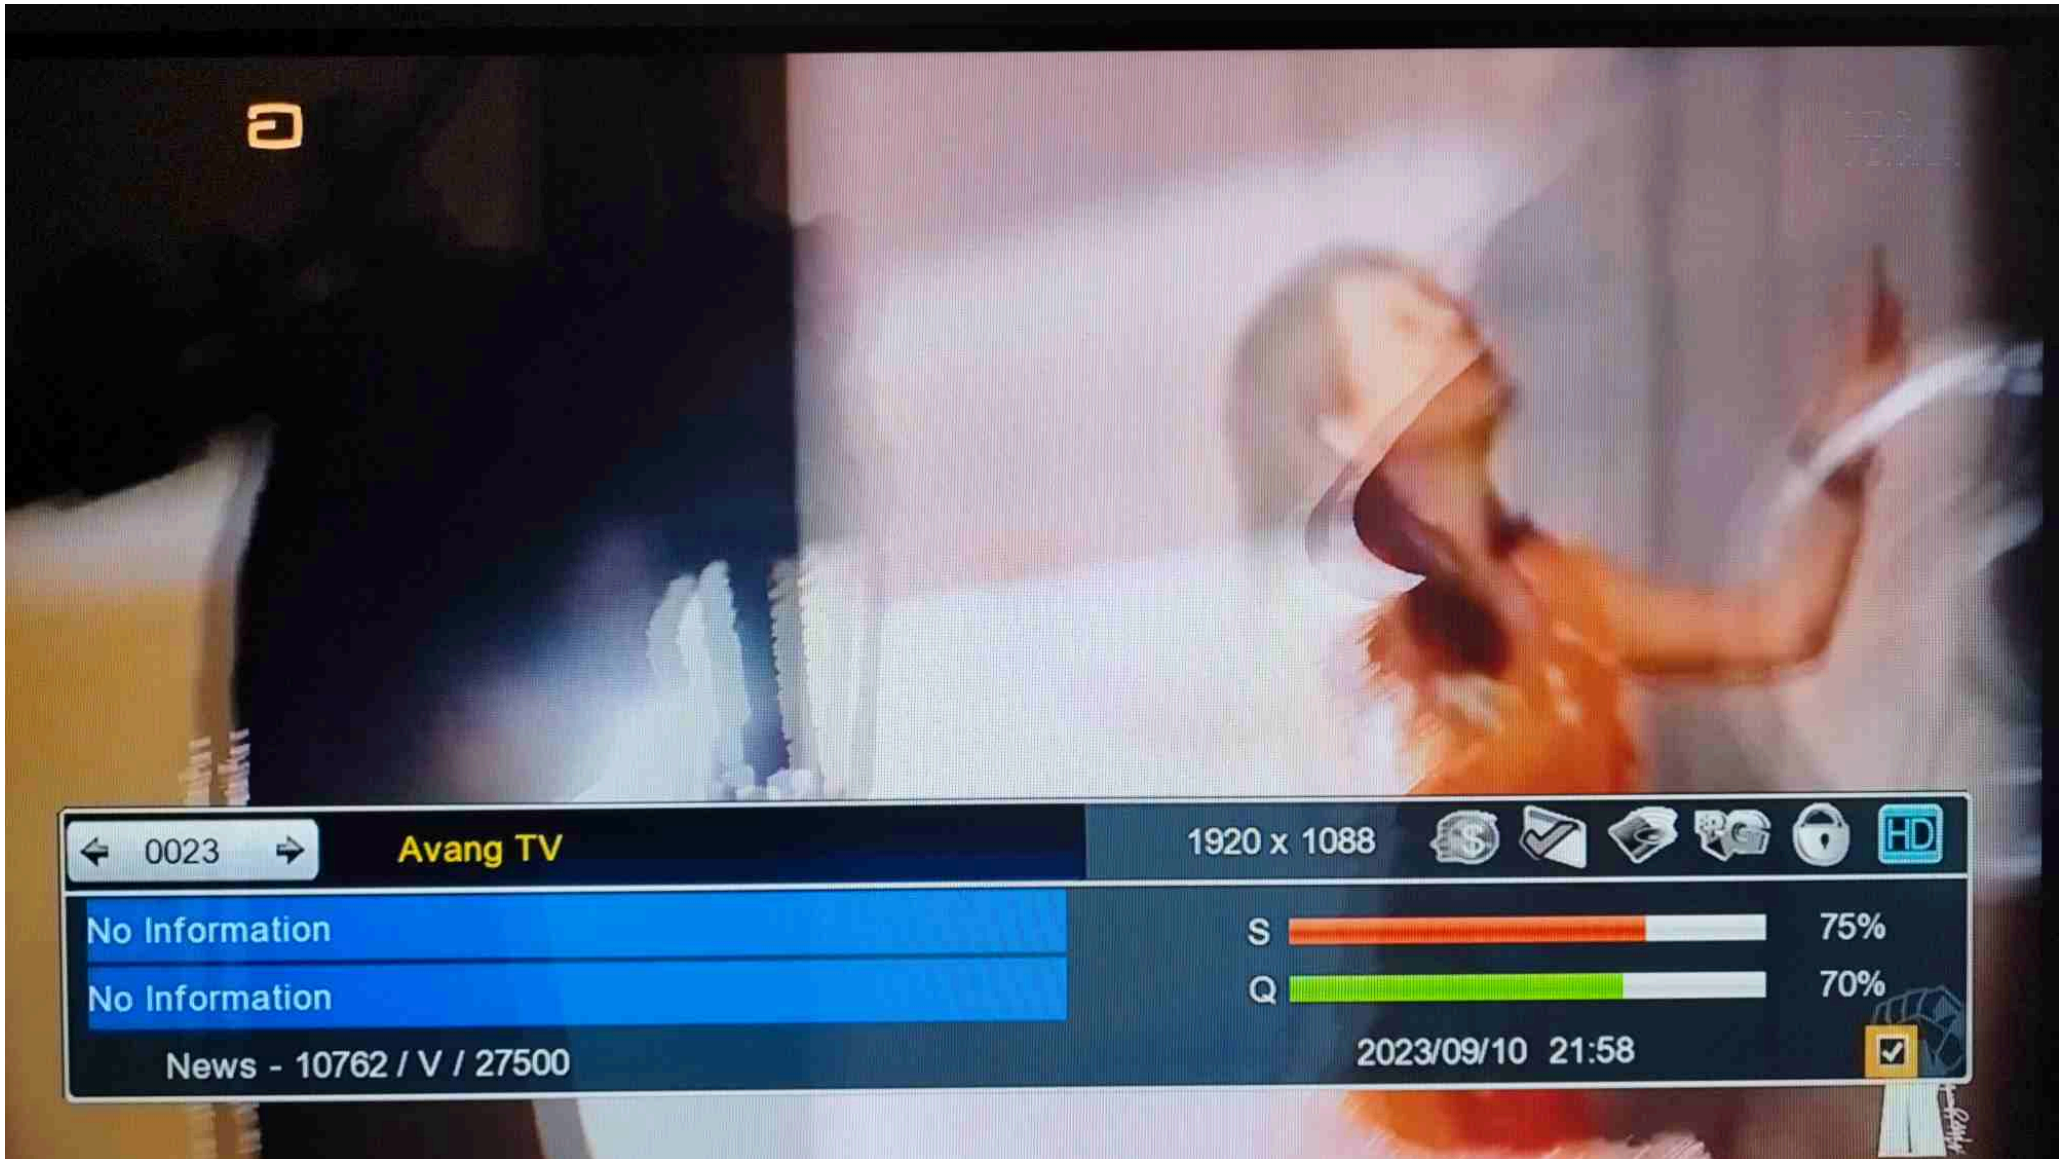 0023
Avang TV
1920 x 1088
HD
No Information
S 75%
No Information
Q 70%
News - 10762 / V / 27500
2023/09/10 21:58